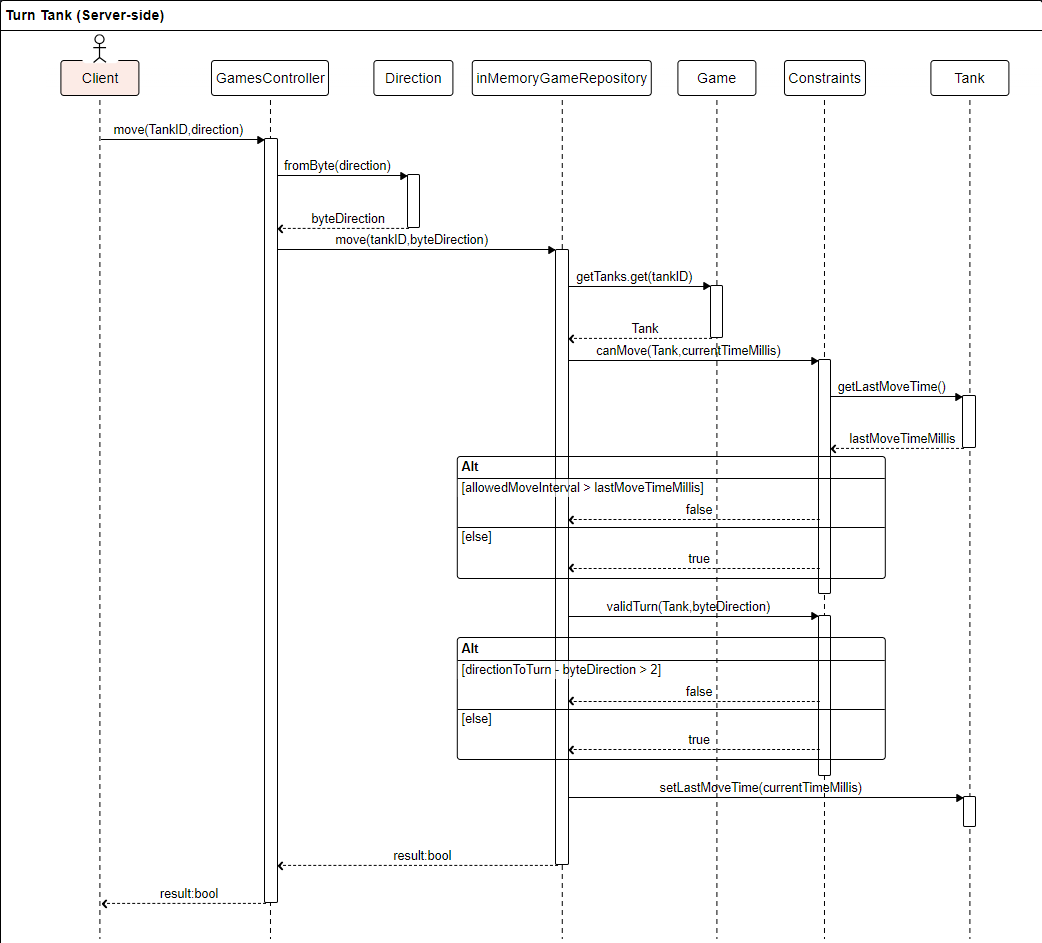 Turn Tank (Server-side)
Client
GamesController
Direction
inMemoryGameRepository
Game
Constraints
Tank
move(TankID,direction)
fromByte(direction)
byteDirection
move(tankID,byteDirection)
getTanks.get(tankID)
Tank
canMove(Tank,currentTimeMillis)
getLastMoveTime()
lastMoveTimeMillis
Alt
[allowedMoveInterval > lastMoveTimeMillis]
false
[else]
true
validTurn(Tank,byteDirection)
Alt
[directionToTurn - byteDirection > 2]
false
[else]
true
setLastMoveTime(currentTimeMillis)
result:bool
result:bool